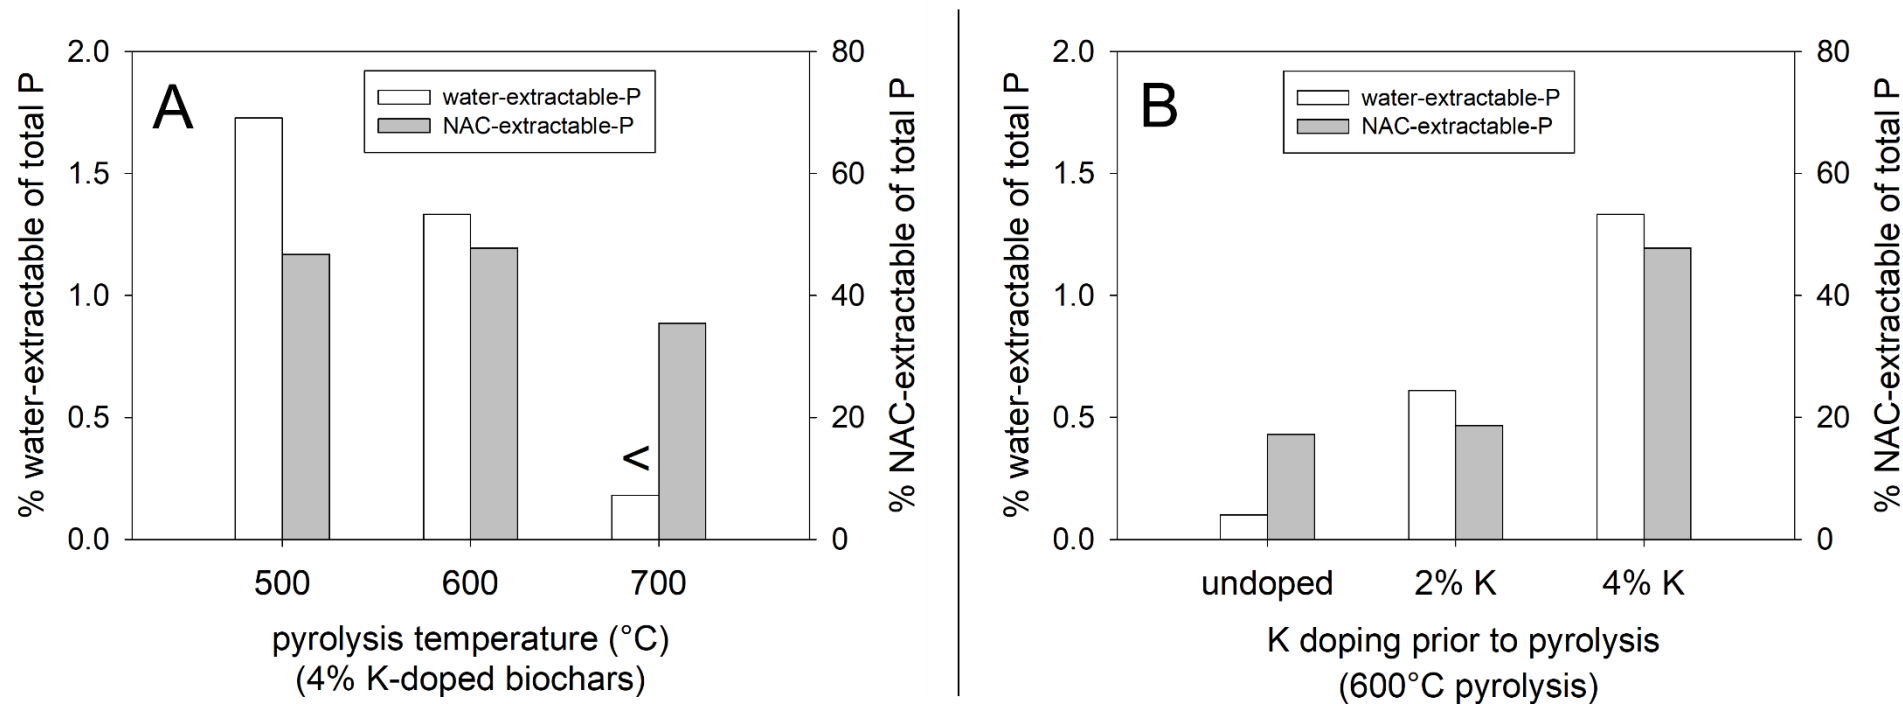 A
water-extractable-P
NAC-extractable-P
% water-extractable of total P
2.0
1.5
1.0
0.5
0.0
80
60
40
20
0
% NAC-extractable of total P
<
500 600 700
pyrolysis temperature (°C)
(4% K-doped biochars)
B
water-extractable-P
NAC-extractable-P
% water-extractable of total P
2.0
1.5
1.0
0.5
0.0
80
60
40
20
0
% NAC-extractable of total P
undoped 2% K 4% K
K doping prior to pyrolysis
(600°C pyrolysis)